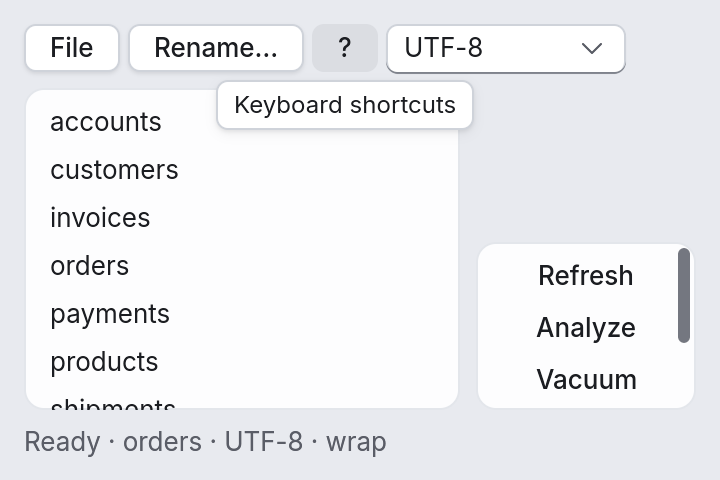 File Rename... ? UTF-8
Keyboard shortcuts
accounts
customers
invoices
orders
payments
products
shipments
Refresh
Analyze
Vacuum
Ready · orders · UTF-8 · wrap